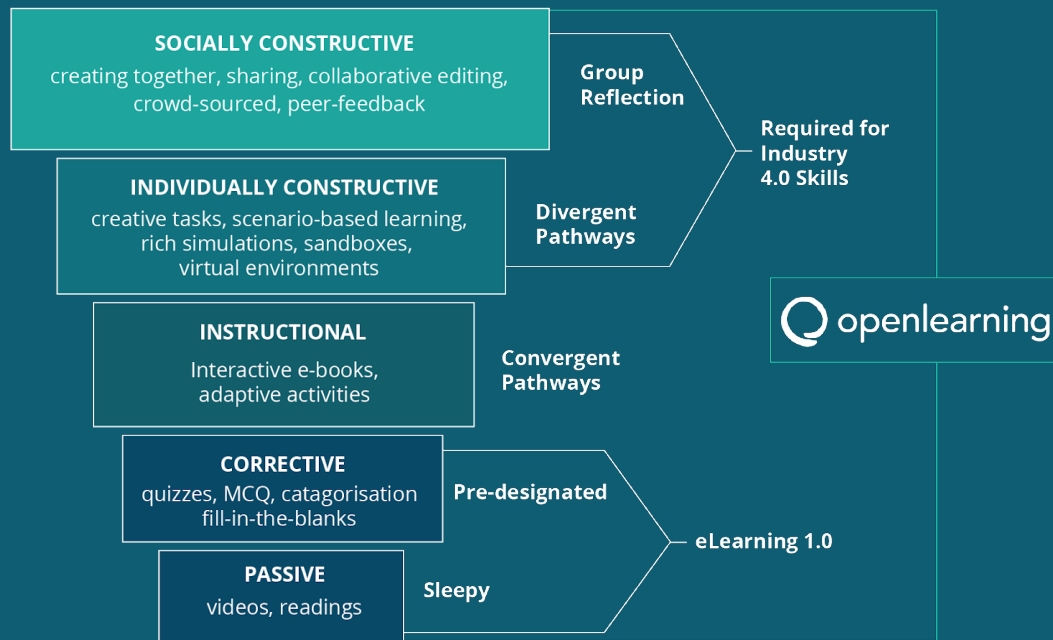 SOCIALLY CONSTRUCTIVE
creating together, sharing, collaborative editing,
crowd-sourced, peer-feedback
Group
Reflection
Required for
Industry
4.0 Skills
INDIVIDUALLY CONSTRUCTIVE
creative tasks, scenario-based learning,
rich simulations, sandboxes,
virtual environments
Divergent
Pathways
openlearning
INSTRUCTIONAL
Interactive e-books,
adaptive activities
Convergent
Pathways
CORRECTIVE
quizzes, MCQ, catagorisation
fill-in-the-blanks
Pre-designated
eLearning 1.0
PASSIVE
videos, readings
Sleepy